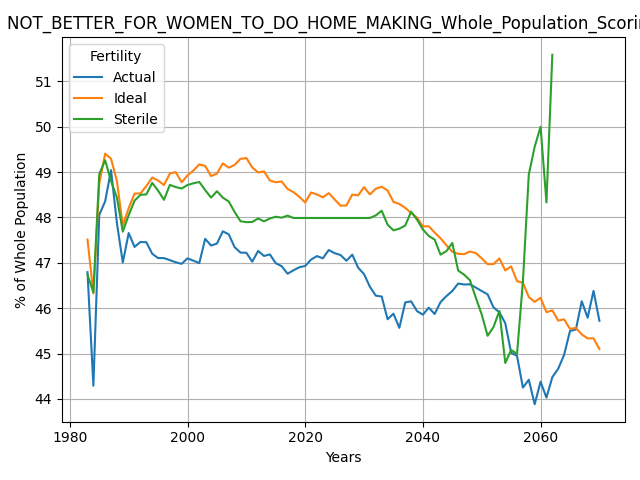 NOT_BETTER_FOR_WOMEN_TO_DO_HOME_MAKING_Whole_Population_Scori
Fertility
Actual
Ideal
Sterile
% of Whole Population
51
50
49
48
47
46
45
44
1980
2000
2020
2040
2060
Years